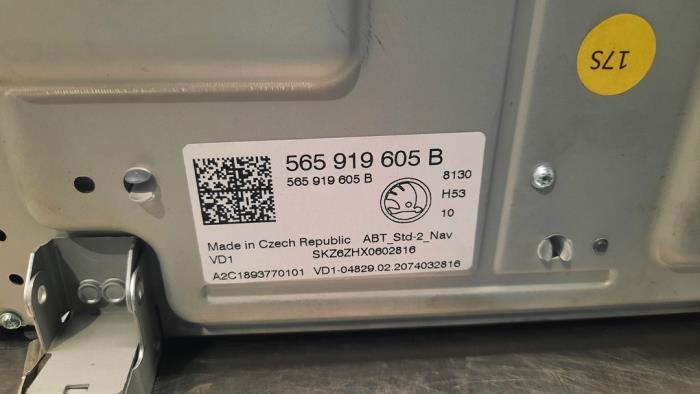 17S
565 919 605 B
565 919 605 B
8130
H53
10
Made in Czech Republic ABT_Std-2_Nav
VD1 SKZ6ZHX0602816
A2C1893770101 VD1-04829.02.2074032816